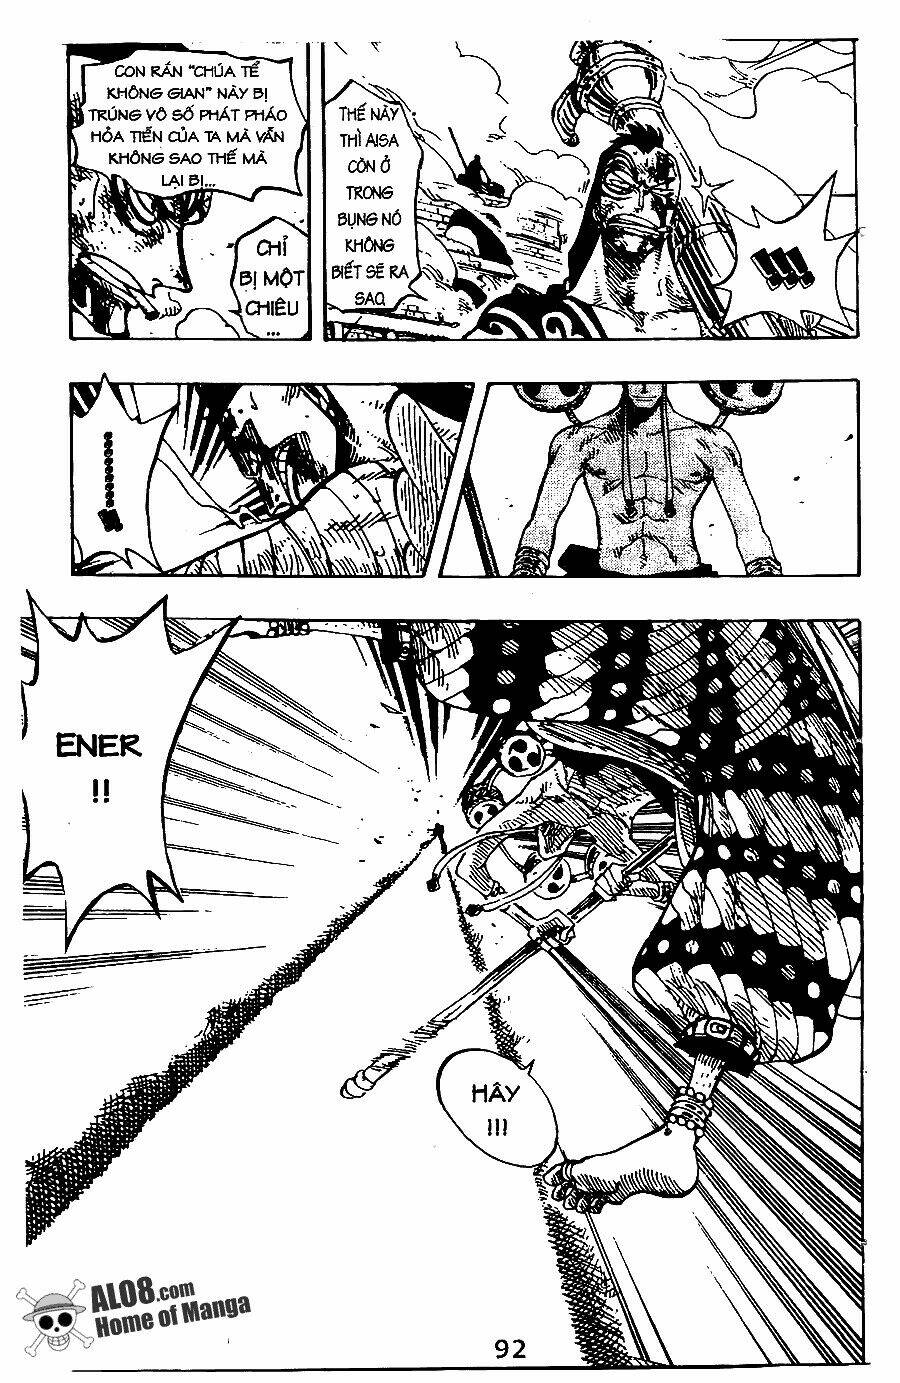 CON RẮN "CHÚA TỂ
KHÔNG GIAN" NÀY BỊ
TRÚNG VÔ SỐ PHÁT PHÁO
HỎA TIỄN CỦA TA MÀ VẪN
KHÔNG SAO THẾ MÀ
LẠI BỊ...
CHỈ
BỊ MỘT
CHIÊU
...
THẾ NÀY
THÌ AISA
CÒN Ở
TRONG
BỤNG NÓ
KHÔNG
BIẾT SẼ RA
SAO.
!!!
.........!!
ENER
!!
HÂY
!!!
ALO8.com
Home of Manga
92